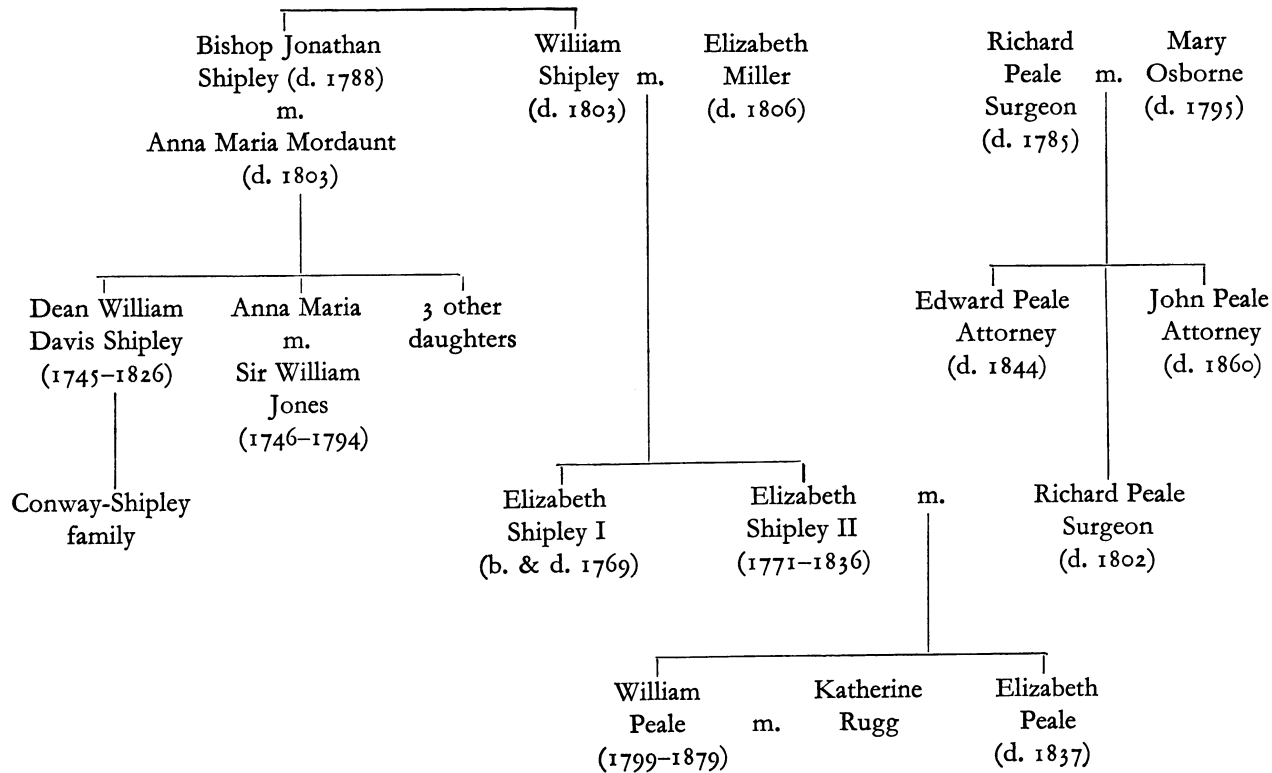 Bishop Jonathan
Shipley (d. 1788)
m.
Anna Maria Mordaunt
(d. 1803)
Wiliiam
Shipley m.
(d. 1803)
Elizabeth
Miller
(d. 1806)
Richard
Peale m.
Surgeon
(d. 1785)
Mary
Osborne
(d. 1795)
Dean William
Davis Shipley
(1745–1826)
Anna Maria
m.
Sir William
Jones
(1746–1794)
3 other
daughters
Edward Peale
Attorney
(d. 1844)
John Peale
Attorney
(d. 1860)
Conway-Shipley
family
Elizabeth
Shipley I
(b. & d. 1769)
Elizabeth
Shipley II
(1771–1836)
m.
Richard Peale
Surgeon
(d. 1802)
William
Peale m.
(1799–1879)
Katherine
Rugg
Elizabeth
Peale
(d. 1837)